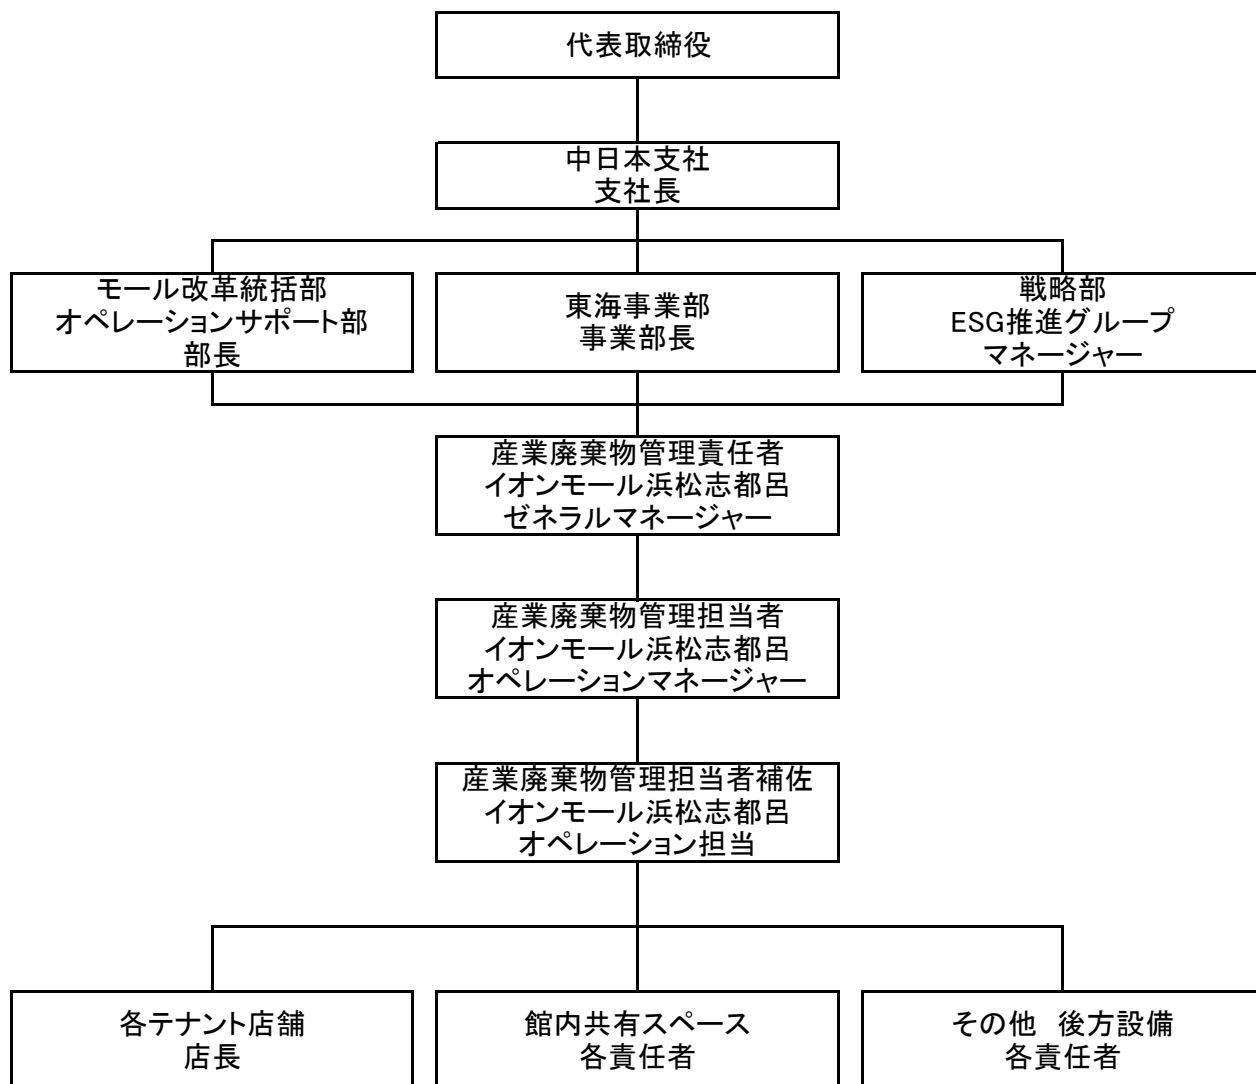 代表取締役
中日本支社
支社長
モール改革統括部
オペレーションサポート部
部長
東海事業部
事業部長
戦略部
ESG推進グループ
マネージャー
産業廃棄物管理責任者
イオンモール浜松志都呂
ゼネラルマネージャー
産業廃棄物管理担当者
イオンモール浜松志都呂
オペレーションマネージャー
産業廃棄物管理担当者補佐
イオンモール浜松志都呂
オペレーション担当
各テナント店舗
店長
館内共有スペース
各責任者
その他　後方設備
各責任者